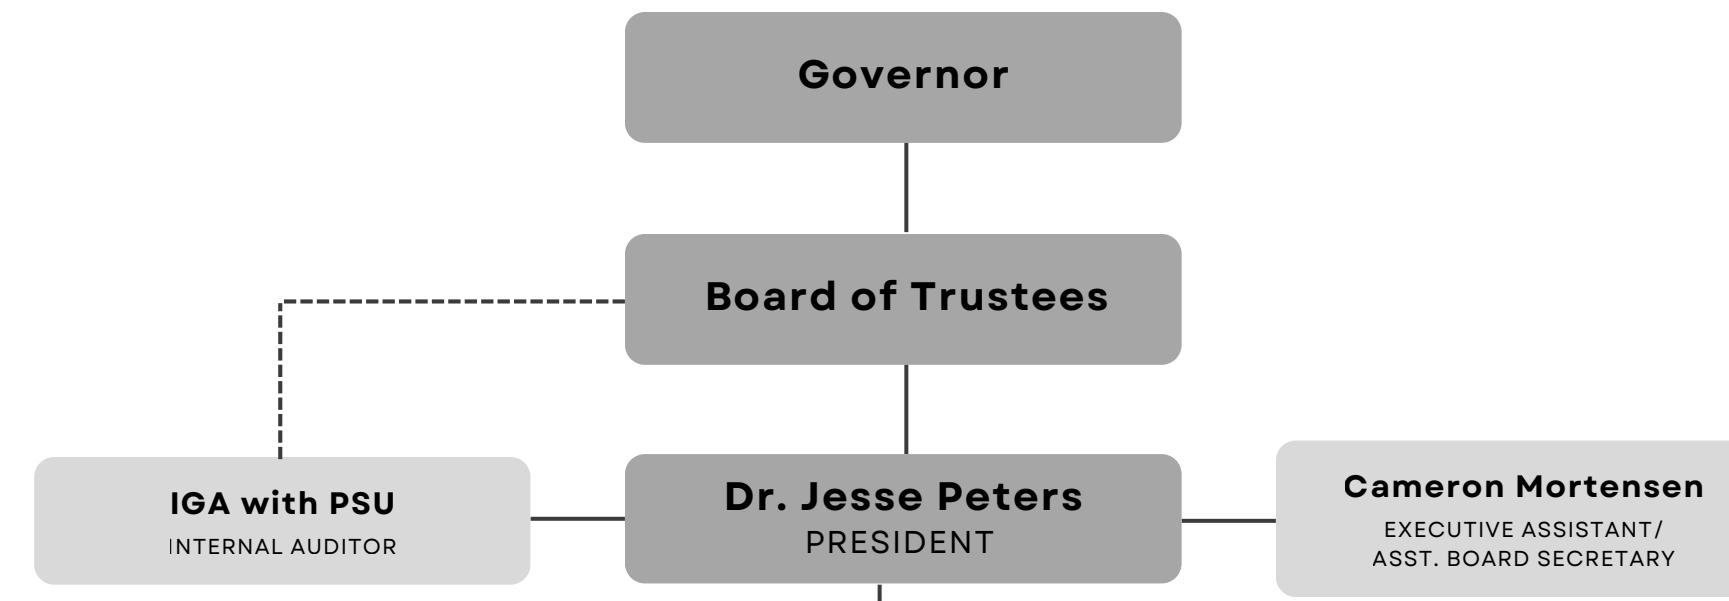 Governor
Board of Trustees
IGA with PSU
INTERNAL AUDITOR
Dr. Jesse Peters
PRESIDENT
Cameron Mortensen
EXECUTIVE ASSISTANT/
ASST. BOARD SECRETARY